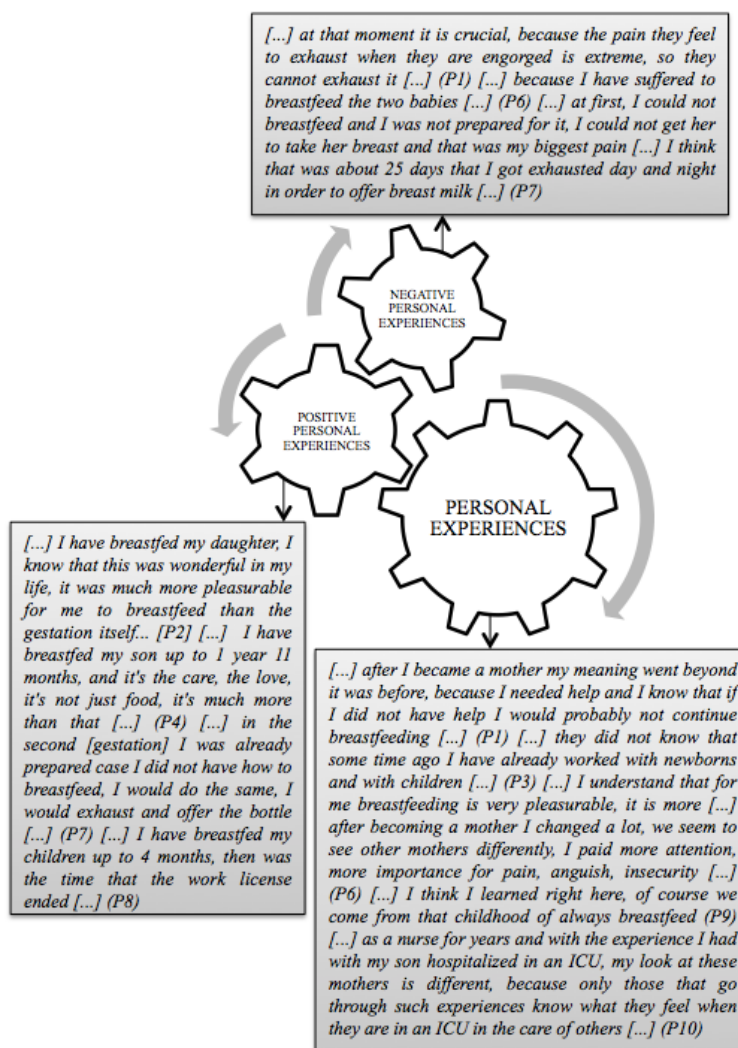 [...] at that moment it is crucial, because the pain they feel
to exhaust when they are engorged is extreme, so they
cannot exhaust it [...] (P1) [...] because I have suffered to
breastfeed the two babies [...] (P6) [...] at first, I could not
breastfeed and I was not prepared for it, I could not get her
to take her breast and that was my biggest pain [...] I think
that was about 25 days that I got exhausted day and night
in order to offer breast milk [...] (P7)
NEGATIVE
PERSONAL
EXPERIENCES
POSITIVE
PERSONAL
EXPERIENCES
PERSONAL
EXPERIENCES
[...] I have breastfed my daughter, I
know that this was wonderful in my
life, it was much more pleasurable
for me to breastfeed than the
gestation itself... [P2] [...] I have
breastfed my son up to 1 year 11
months, and it's the care, the love,
it's not just food, it's much more
than that [...] (P4) [...] in the
second [gestation] I was already
prepared case I did not have how to
breastfeed, I would do the same, I
would exhaust and offer the bottle
[...] (P7) [...] I have breastfed my
children up to 4 months, then was
the time that the work license
ended [...] (P8)
[...] after I became a mother my meaning went beyond
it was before, because I needed help and I know that if
I did not have help I would probably not continue
breastfeeding [...] (P1) [...] they did not know that
some time ago I have already worked with newborns
and with children [...] (P3) [...] I understand that for
me breastfeeding is very pleasurable, it is more [...]
after becoming a mother I changed a lot, we seem to
see other mothers differently, I paid more attention,
more importance for pain, anguish, insecurity [...]
(P6) [...] I think I learned right here, of course we
come from that childhood of always breastfeed (P9)
[...] as a nurse for years and with the experience I had
with my son hospitalized in an ICU, my look at these
mothers is different, because only those that go
through such experiences know what they feel when
they are in an ICU in the care of others [...] (P10)